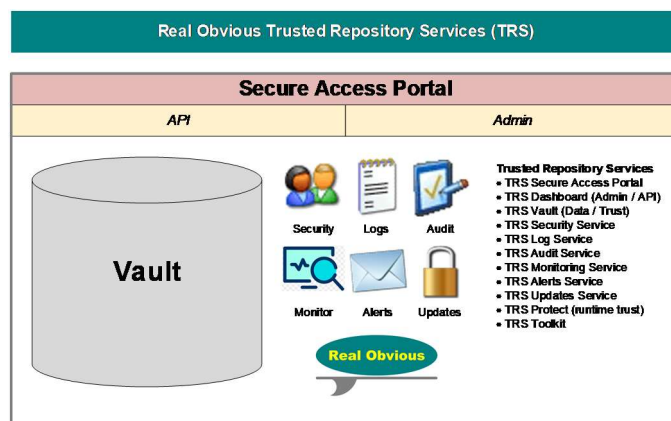 Real Obvious Trusted Repository Services (TRS)
Secure Access Portal
API
Admin
Vault
Security
Logs
Audit
Monitor
Alerts
Updates
Real Obvious
Trusted Repository Services
• TRS Secure Access Portal
• TRS Dashboard (Admin / API)
• TRS Vault (Data / Trust)
• TRS Security Service
• TRS Log Service
• TRS Audit Service
• TRS Monitoring Service
• TRS Alerts Service
• TRS Updates Service
• TRS Protect (runtime trust)
• TRS Toolkit